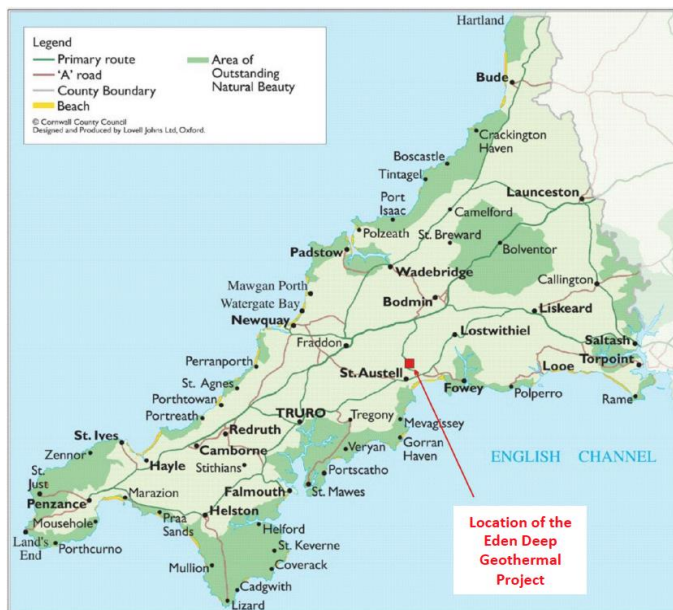 Hartland
Legend
Primary route
'A' road
County Boundary
Beach
Area of
Outstanding
Natural Beauty
© Cornwall County Council
Designed and Produced by Lovell Johns Ltd, Oxford.
Bude
Crackington
Haven
Boscastle
Tintagel
Launceston
Port
Isaac
Camelford
Polzeath
St. Breward
Padstow
Bolventor
Wadebridge
Mawgan Porth
Callington
Watergate Bay
Bodmin
Newquay
Liskeard
Lostwithiel
Fraddon
Saltash
Torpoint
Perranporth
Looe
St. Austell
St. Agnes
Fowey
Polperro
Rame
Porthtowan
Portreath
TRURO
Tregony
Mevagissey
Redruth
St. Ives
Gorran
Haven
Camborne
Veryan
ENGLISH CHANNEL
Zennor
Hayle
Stithians
Portscatho
St.
Just
Marazion
Falmouth
St. Mawes
Penzance
Helston
Mousehole
Praa
Sands
Helford
Land's
End
Porthcurno
St. Keverne
Mullion
Coverack
Cadgwith
Lizard
Location of the
Eden Deep
Geothermal
Project